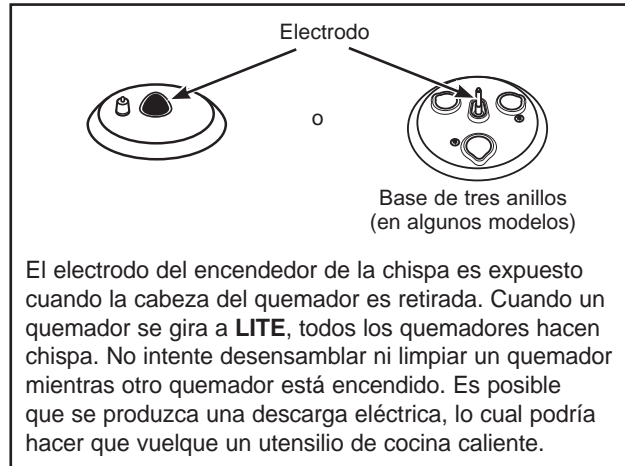 Electrodo
o
Base de tres anillos
(en algunos modelos)
El electrodo del encendedor de la chispa es expuesto
cuando la cabeza del quemador es retirada. Cuando un
quemador se gira a LITE, todos los quemadores hacen
chispa. No intente desensamblar ni limpiar un quemador
mientras otro quemador está encendido. Es posible
que se produzca una descarga eléctrica, lo cual podría
hacer que vuelque un utensilio de cocina caliente.